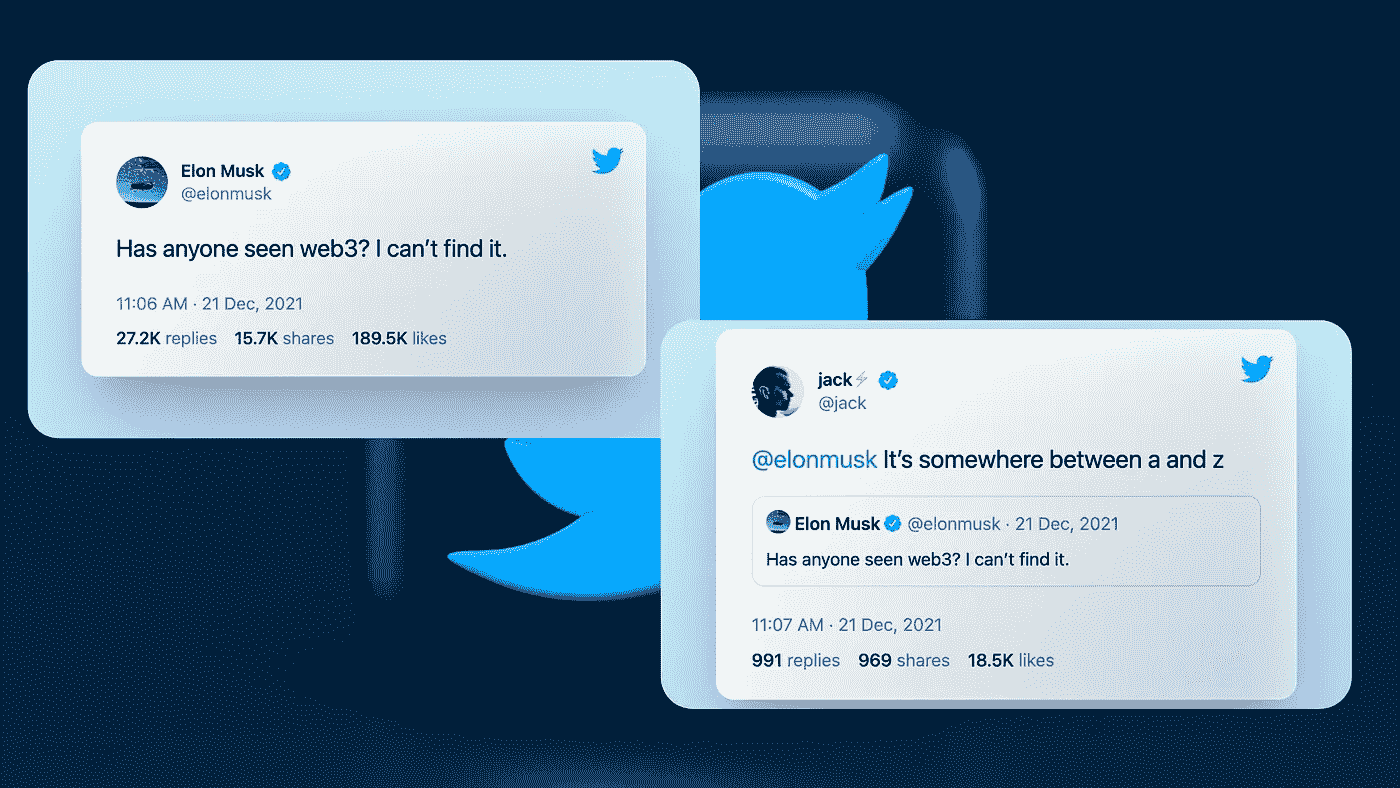 Elon Musk
@elonmusk
Has anyone seen web3? I can’t find it.
11:06 AM · 21 Dec, 2021
27.2K replies 15.7K shares 189.5K likes
jack⚡
@jack
@elonmusk It’s somewhere between a and z
Elon Musk @elonmusk · 21 Dec, 2021
Has anyone seen web3? I can’t find it.
11:07 AM · 21 Dec, 2021
991 replies 969 shares 18.5K likes